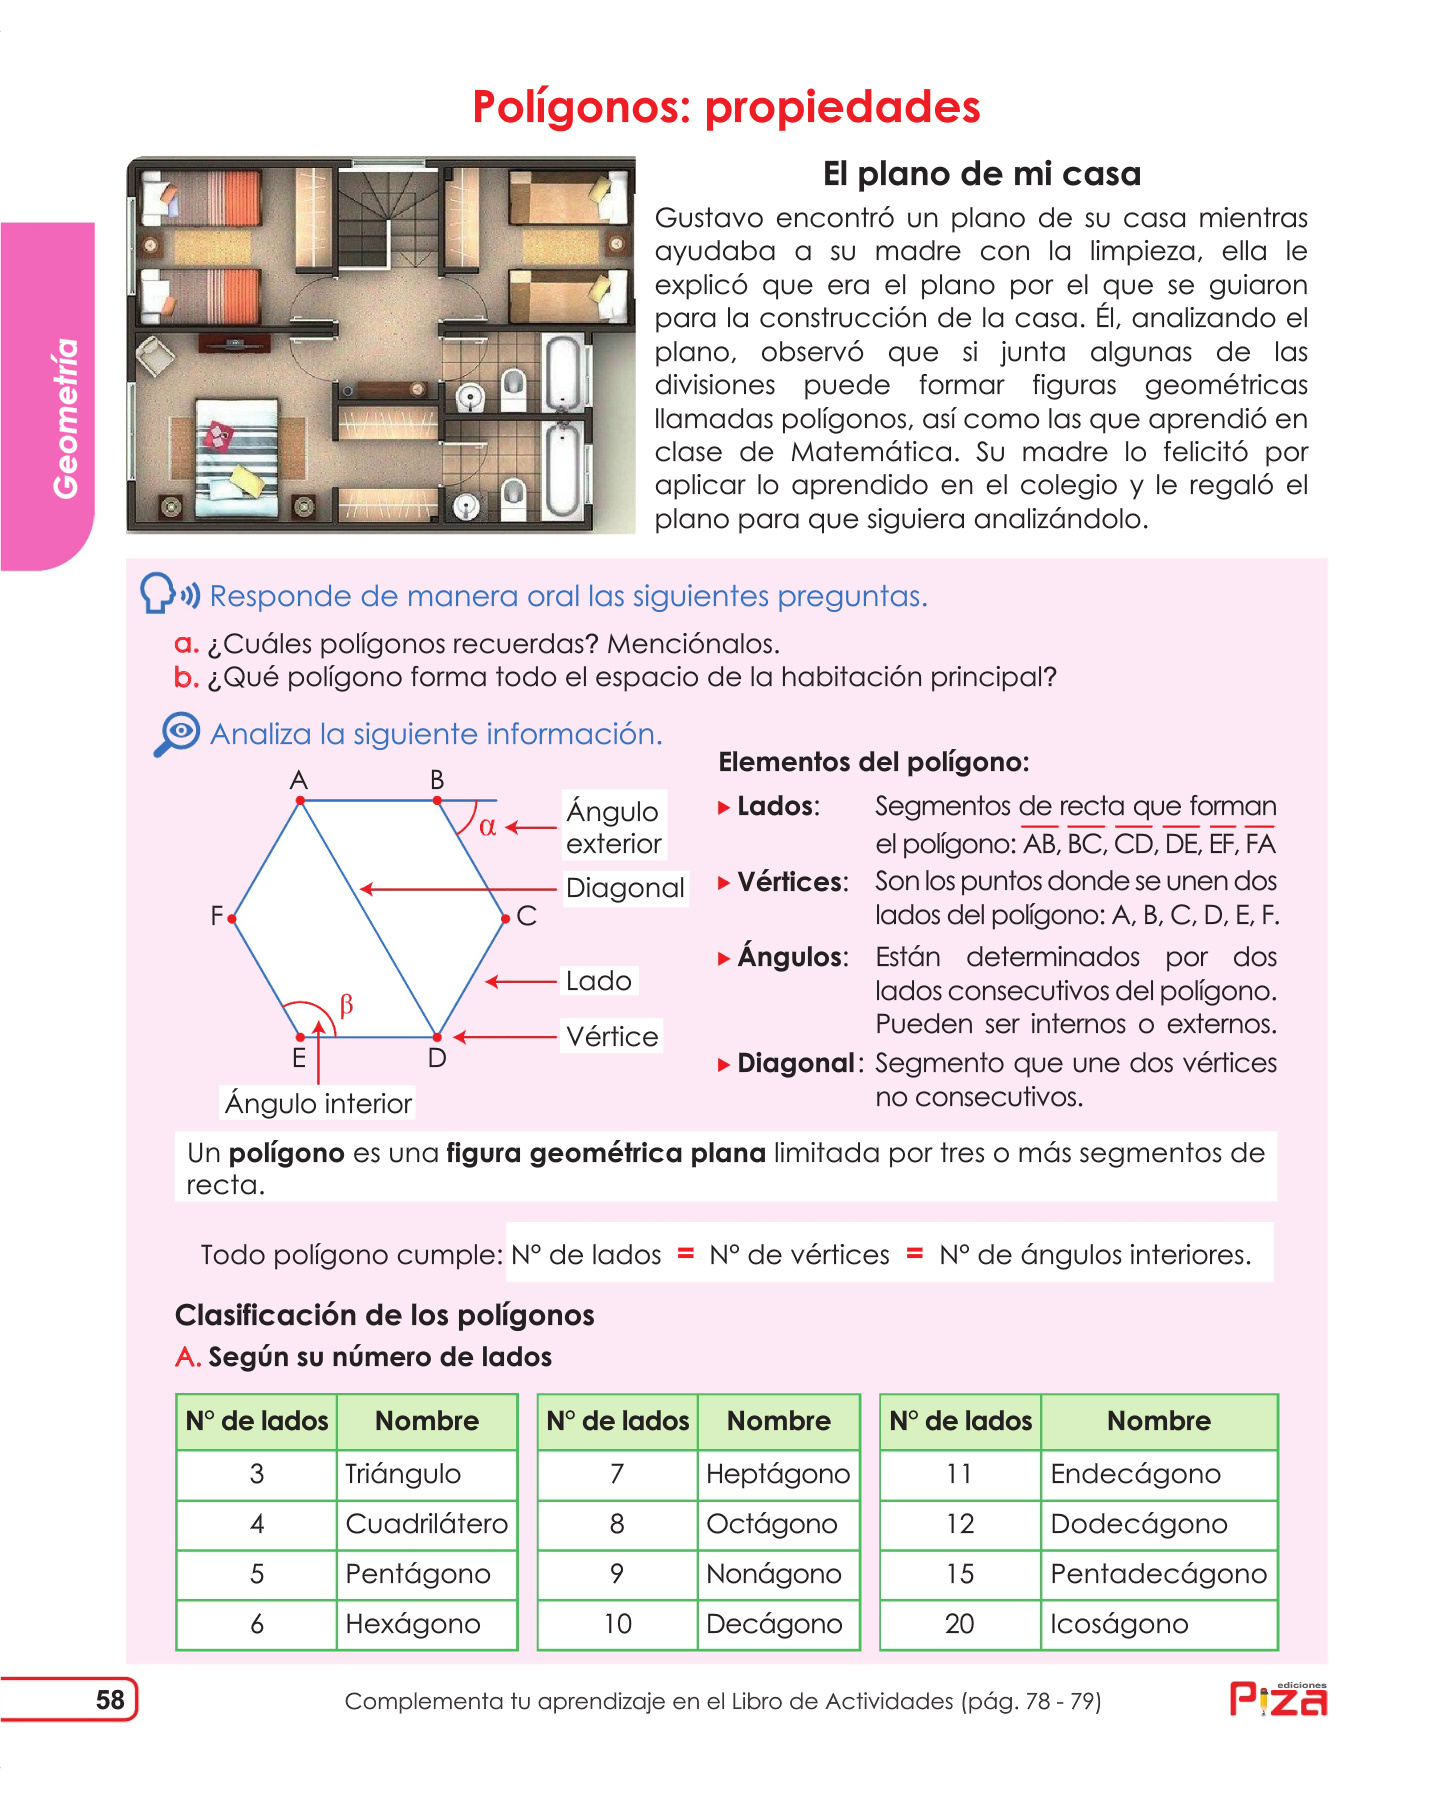 Polígonos: propiedades
Geometría
El plano de mi casa
Gustavo encontró un plano de su casa mientras
ayudaba a su madre con la limpieza, ella le
explicó que era el plano por el que se guiaron
para la construcción de la casa. Él, analizando el
plano, observó que si junta algunas de las
divisiones puede formar figuras geométricas
llamadas polígonos, así como las que aprendió en
clase de Matemática. Su madre lo felicitó por
aplicar lo aprendido en el colegio y le regaló el
plano para que siguiera analizándolo.
Responde de manera oral las siguientes preguntas.
a. ¿Cuáles polígonos recuerdas? Menciónalos.
b. ¿Qué polígono forma todo el espacio de la habitación principal?
Analiza la siguiente información.
A B
α
Ángulo
exterior
Diagonal
F C
Lado
β
Vértice
E D
Ángulo interior
Elementos del polígono:
Lados: Segmentos de recta que forman
el polígono: AB, BC, CD, DE, EF, FA
Vértices: Son los puntos donde se unen dos
lados del polígono: A, B, C, D, E, F.
Ángulos: Están determinados por dos
lados consecutivos del polígono.
Pueden ser internos o externos.
Diagonal: Segmento que une dos vértices
no consecutivos.
Un polígono es una figura geométrica plana limitada por tres o más segmentos de
recta.
Todo polígono cumple: N° de lados = N° de vértices = N° de ángulos interiores.
Clasificación de los polígonos
A. Según su número de lados
N° de lados Nombre N° de lados Nombre N° de lados Nombre
3 Triángulo 7 Heptágono 11 Endecágono
4 Cuadrilátero 8 Octágono 12 Dodecágono
5 Pentágono 9 Nonágono 15 Pentadecágono
6 Hexágono 10 Decágono 20 Icoságono
58
Complementa tu aprendizaje en el Libro de Actividades (pág. 78 - 79)
ediciones
Piza